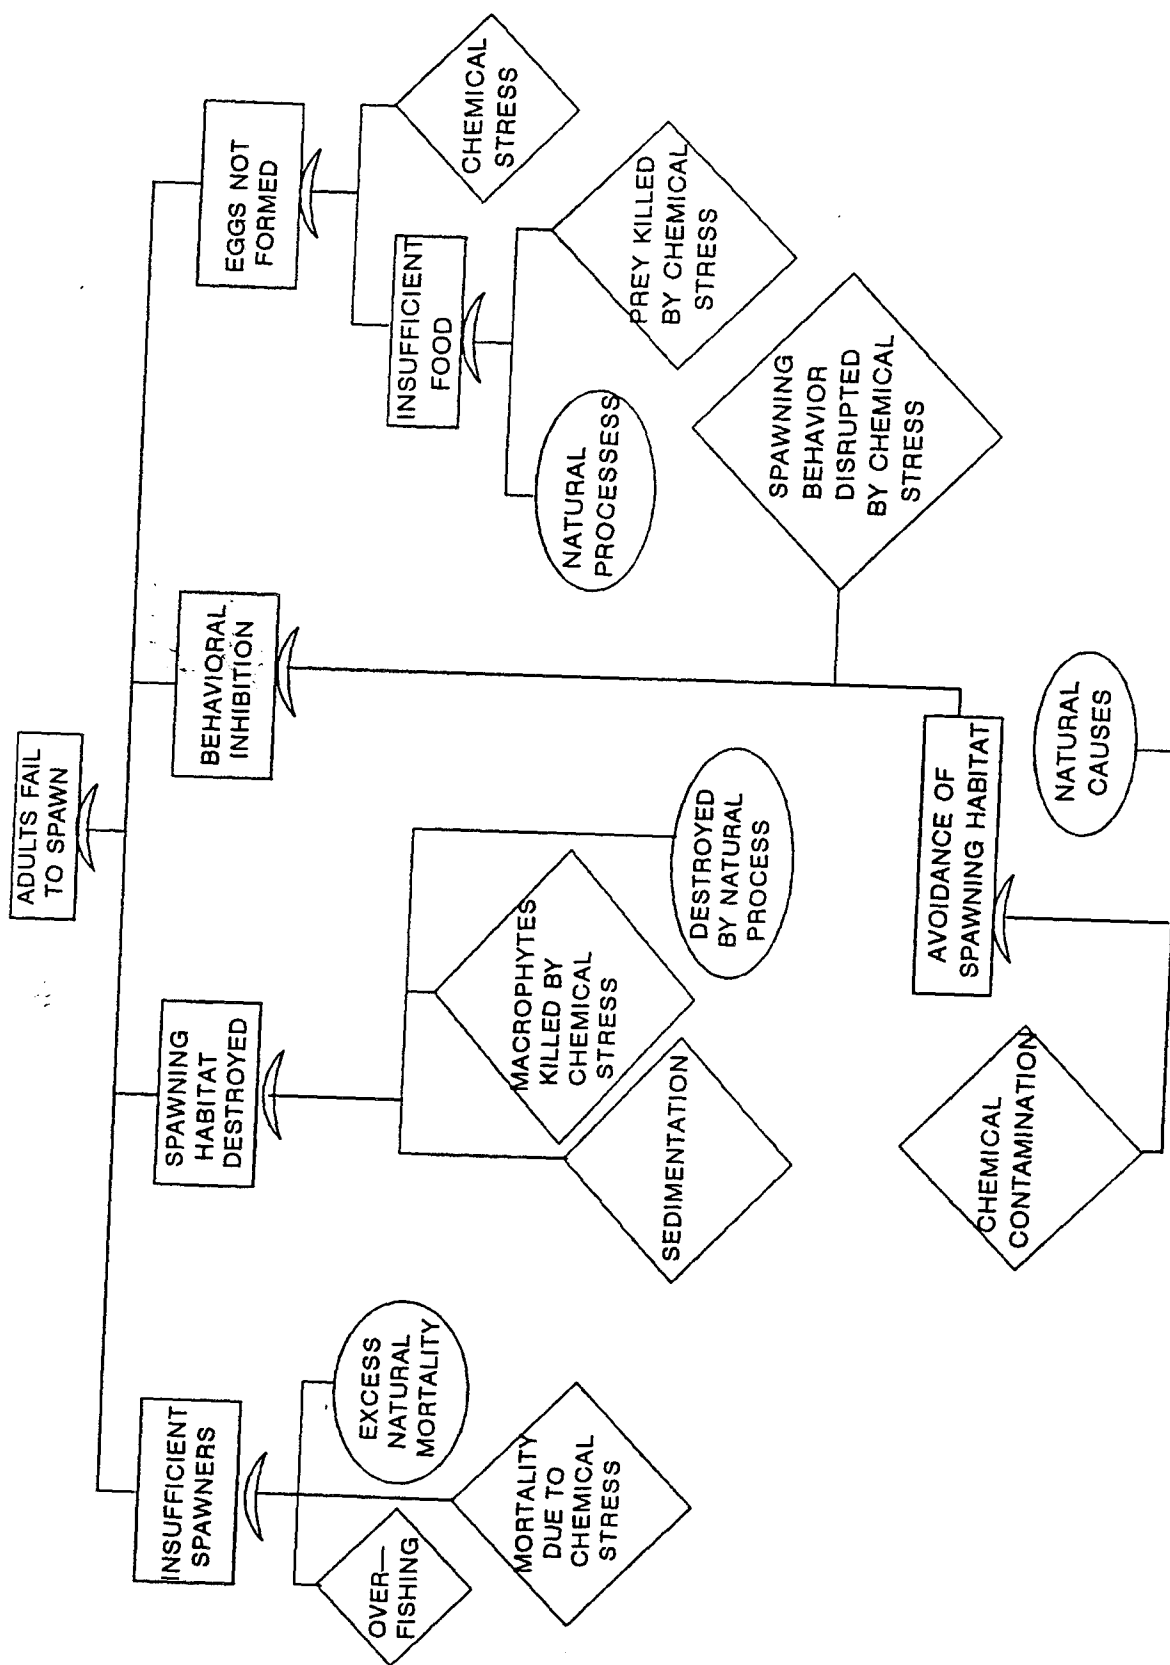 ADULTS FAIL
TO SPAWN
INSUFFICIENT
SPAWNERS
SPAWNING
HABITAT
DESTROYED
BEHAVIORAL
INHIBITION
EGGS NOT
FORMED
OVER—
FISHING
EXCESS
NATURAL
MORTALITY
MORTALITY
DUE TO
CHEMICAL
STRESS
SEDIMENTATION
MACROPHYTES
KILLED BY
CHEMICAL
STRESS
DESTROYED
BY NATURAL
PROCESS
INSUFFICIENT
FOOD
CHEMICAL
STRESS
NATURAL
PROCESSESS
PREY KILLED
BY CHEMICAL
STRESS
SPAWNING
BEHAVIOR
DISRUPTED
BY CHEMICAL
STRESS
AVOIDANCE OF
SPAWNING HABITAT
CHEMICAL
CONTAMINATION
NATURAL
CAUSES